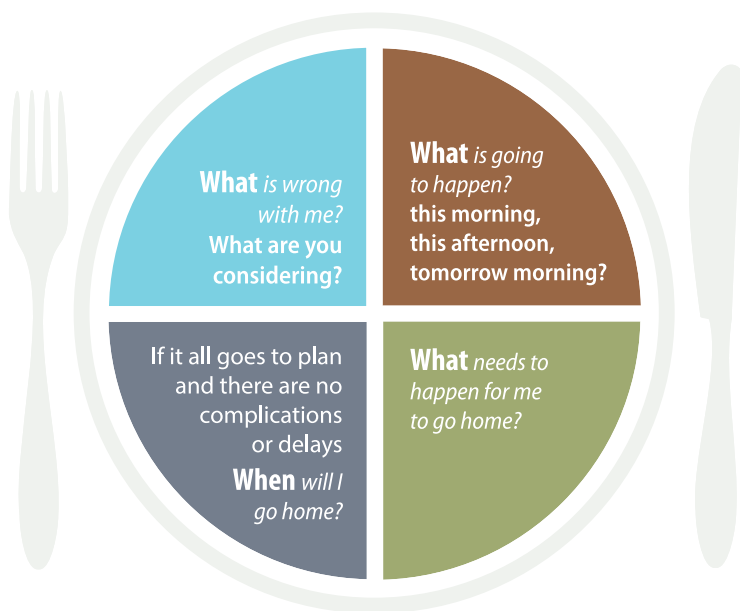 What is wrong
with me?
What are you
considering?
What is going
to happen?
this morning,
this afternoon,
tomorrow morning?
If it all goes to plan
and there are no
complications
or delays
When will I
go home?
What needs to
happen for me
to go home?